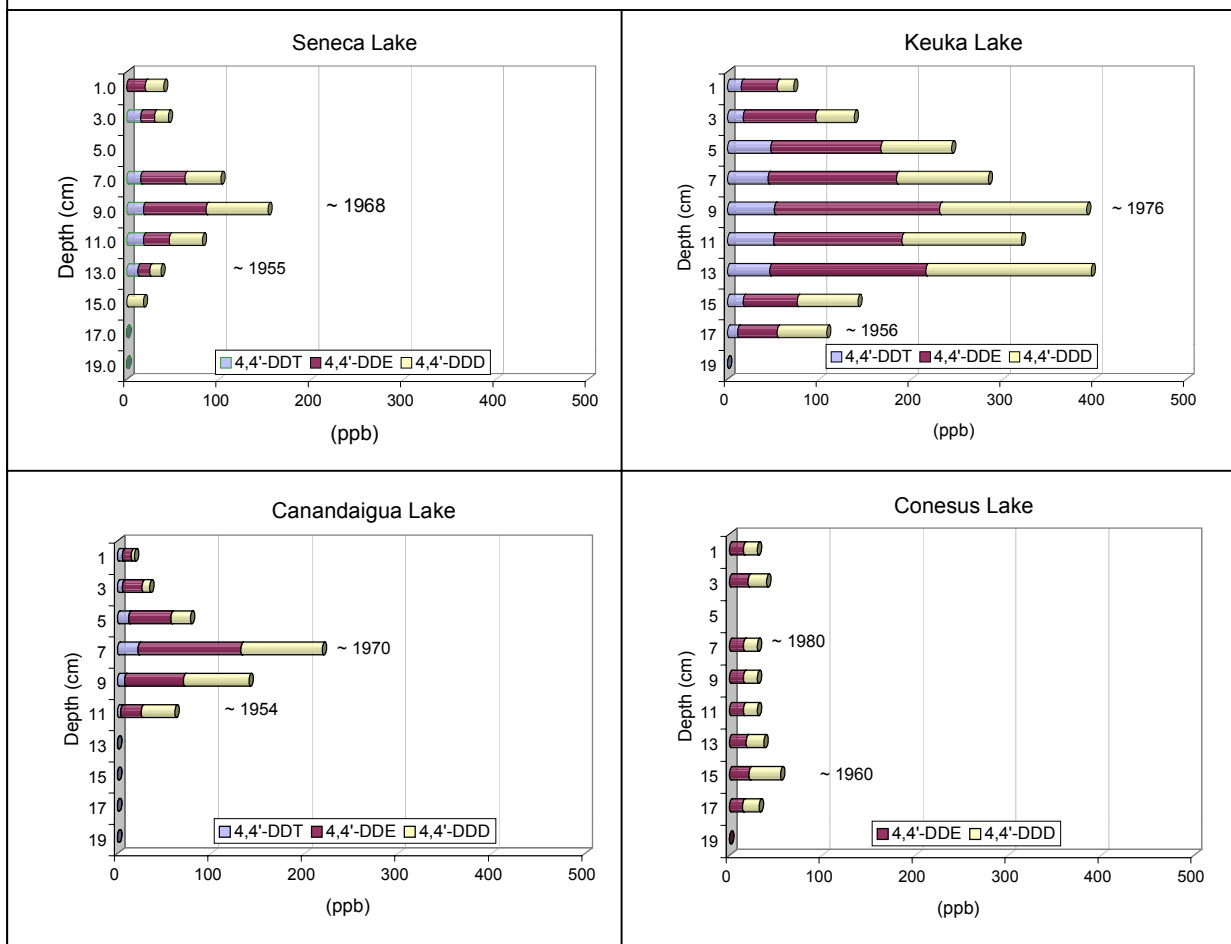 Seneca Lake
Depth (cm)
1.0
3.0
5.0
7.0
9.0
11.0
13.0
15.0
17.0
19.0
~ 1968
~ 1955
4,4'-DDT 4,4'-DDE 4,4'-DDD
0 100 200 300 400 500
(ppb)
Keuka Lake
Depth (cm)
1
3
5
7
9
11
13
15
17
19
~ 1976
~ 1956
4,4'-DDT 4,4'-DDE 4,4'-DDD
0 100 200 300 400 500
(ppb)
Canandaigua Lake
Depth (cm)
1
3
5
7
9
11
13
15
17
19
~ 1970
~ 1954
4,4'-DDT 4,4'-DDE 4,4'-DDD
0 100 200 300 400 500
(ppb)
Conesus Lake
Depth (cm)
1
3
5
7
9
11
13
15
17
19
~ 1980
~ 1960
4,4'-DDE 4,4'-DDD
0 100 200 300 400 500
(ppb)